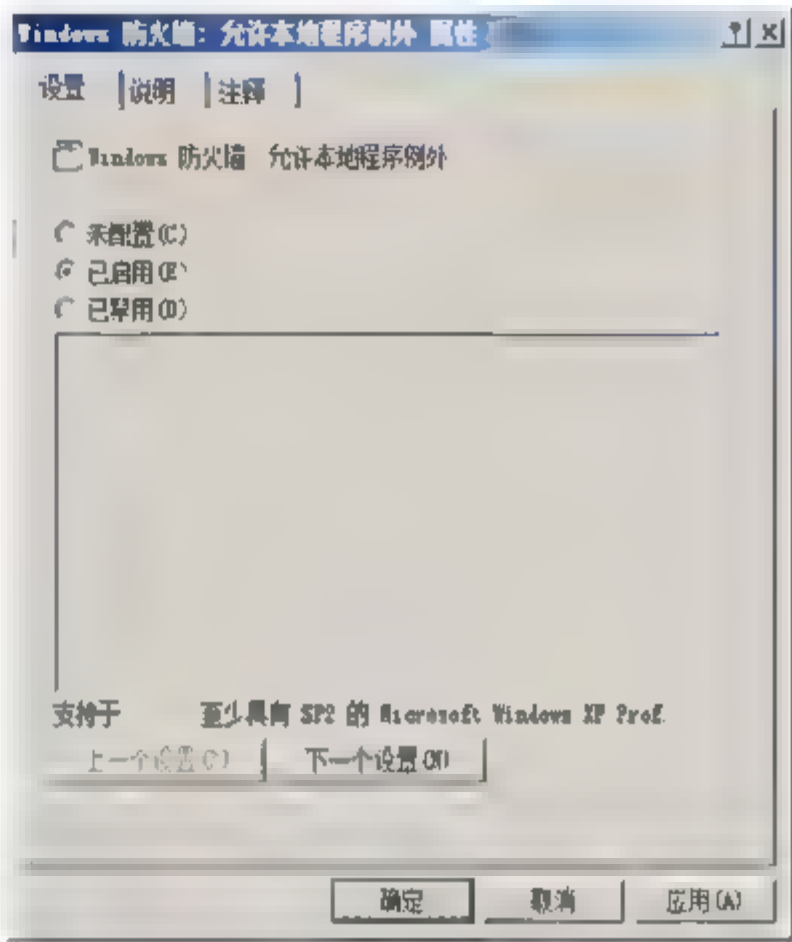 Windows 防火墙: 允许本地程序例外 属性
设置 说明 注释
Windows 防火墙 允许本地程序例外
未配置(C)
已启用(E)
已禁用(D)
支持于 至少具有 SP2 的 Microsoft Windows XP Prof
上一个设置(P) 下一个设置(N)
确定 取消 应用(A)